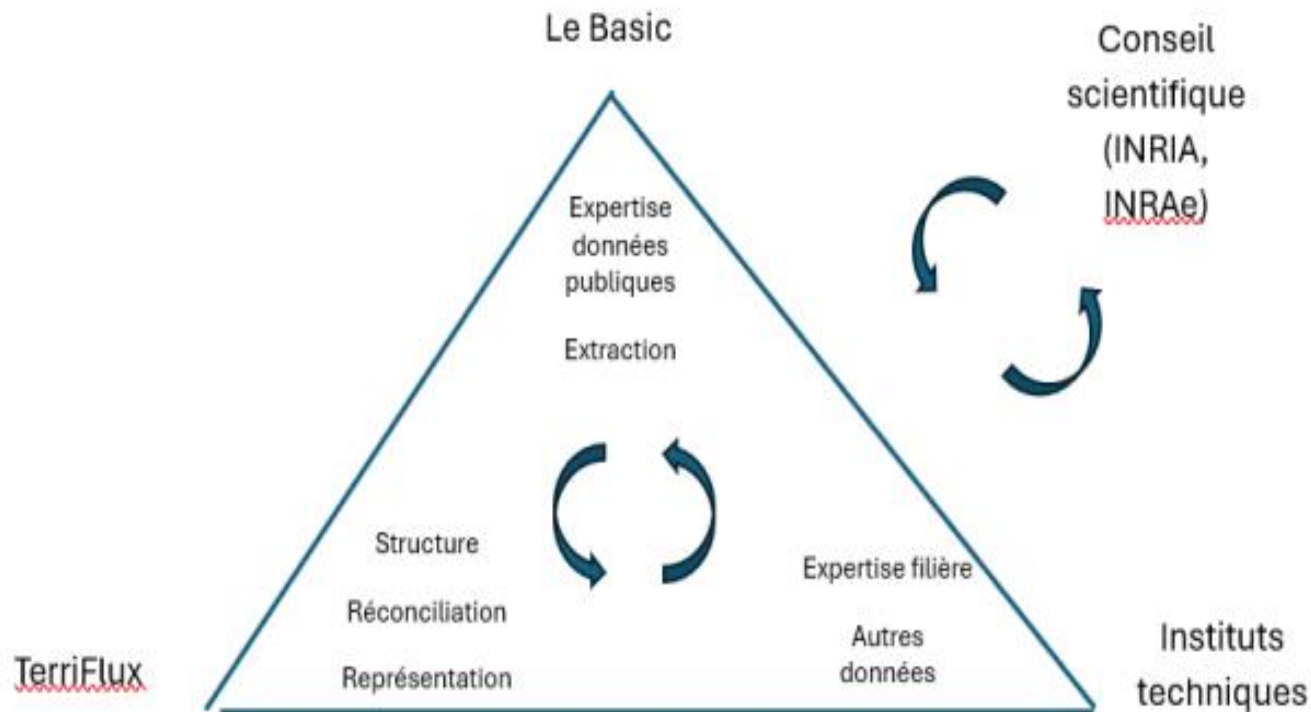 Le Basic
Conseil
scientifique
(INRIA,
INRAe)
Expertise
données
publiques
Extraction
Structure
Réconciliation
Représentation
Expertise filière
Autres
données
TerriFlux
Instituts
techniques